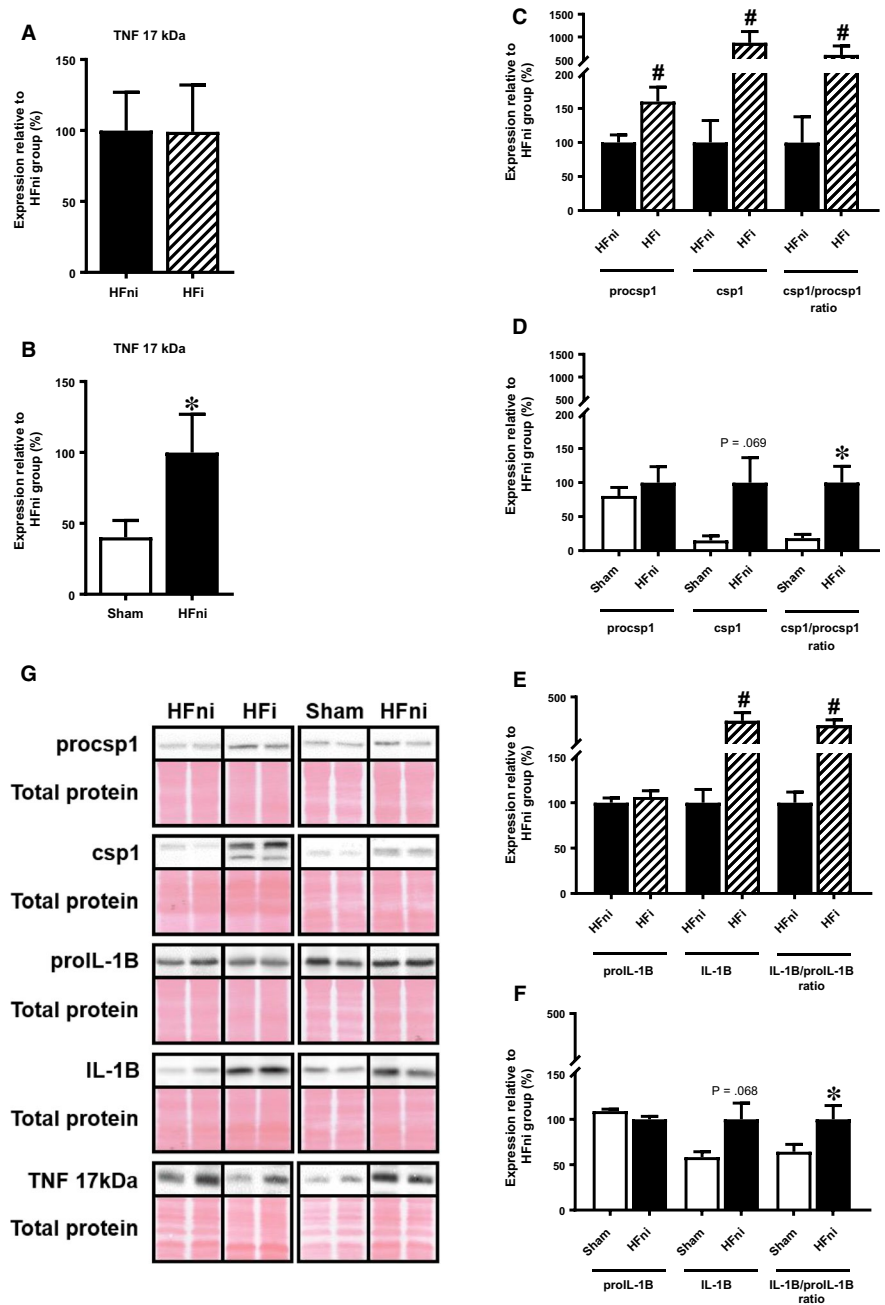 A
TNF 17 kDa
Expression relative to
HFni group (%)
150
100
50
0
HFni HFi
B
TNF 17 kDa
Expression relative to
HFni group (%)
150
100
50
0
*
Sham HFni
C
Expression relative to
HFni group (%)
1500
1000
500
200
150
100
50
0
# # #
HFni HFi HFni HFi HFni HFi
procsp1 csp1 csp1/procsp1
ratio
D
Expression relative to
HFni group (%)
1500
1000
500
200
150
100
50
0
P = .069 *
Sham HFni Sham HFni Sham HFni
procsp1 csp1 csp1/procsp1
ratio
E
Expression relative to
HFni group (%)
500
150
100
50
0
# #
HFni HFi HFni HFi HFni HFi
proIL-1B IL-1B IL-1B/proIL-1B
ratio
F
Expression relative to
HFni group (%)
500
150
100
50
0
P = .068 *
Sham HFni Sham HFni Sham HFni
proIL-1B IL-1B IL-1B/proIL-1B
ratio
G
HFni HFi Sham HFni
procsp1
Total protein
csp1
Total protein
proIL-1B
Total protein
IL-1B
Total protein
TNF 17kDa
Total protein